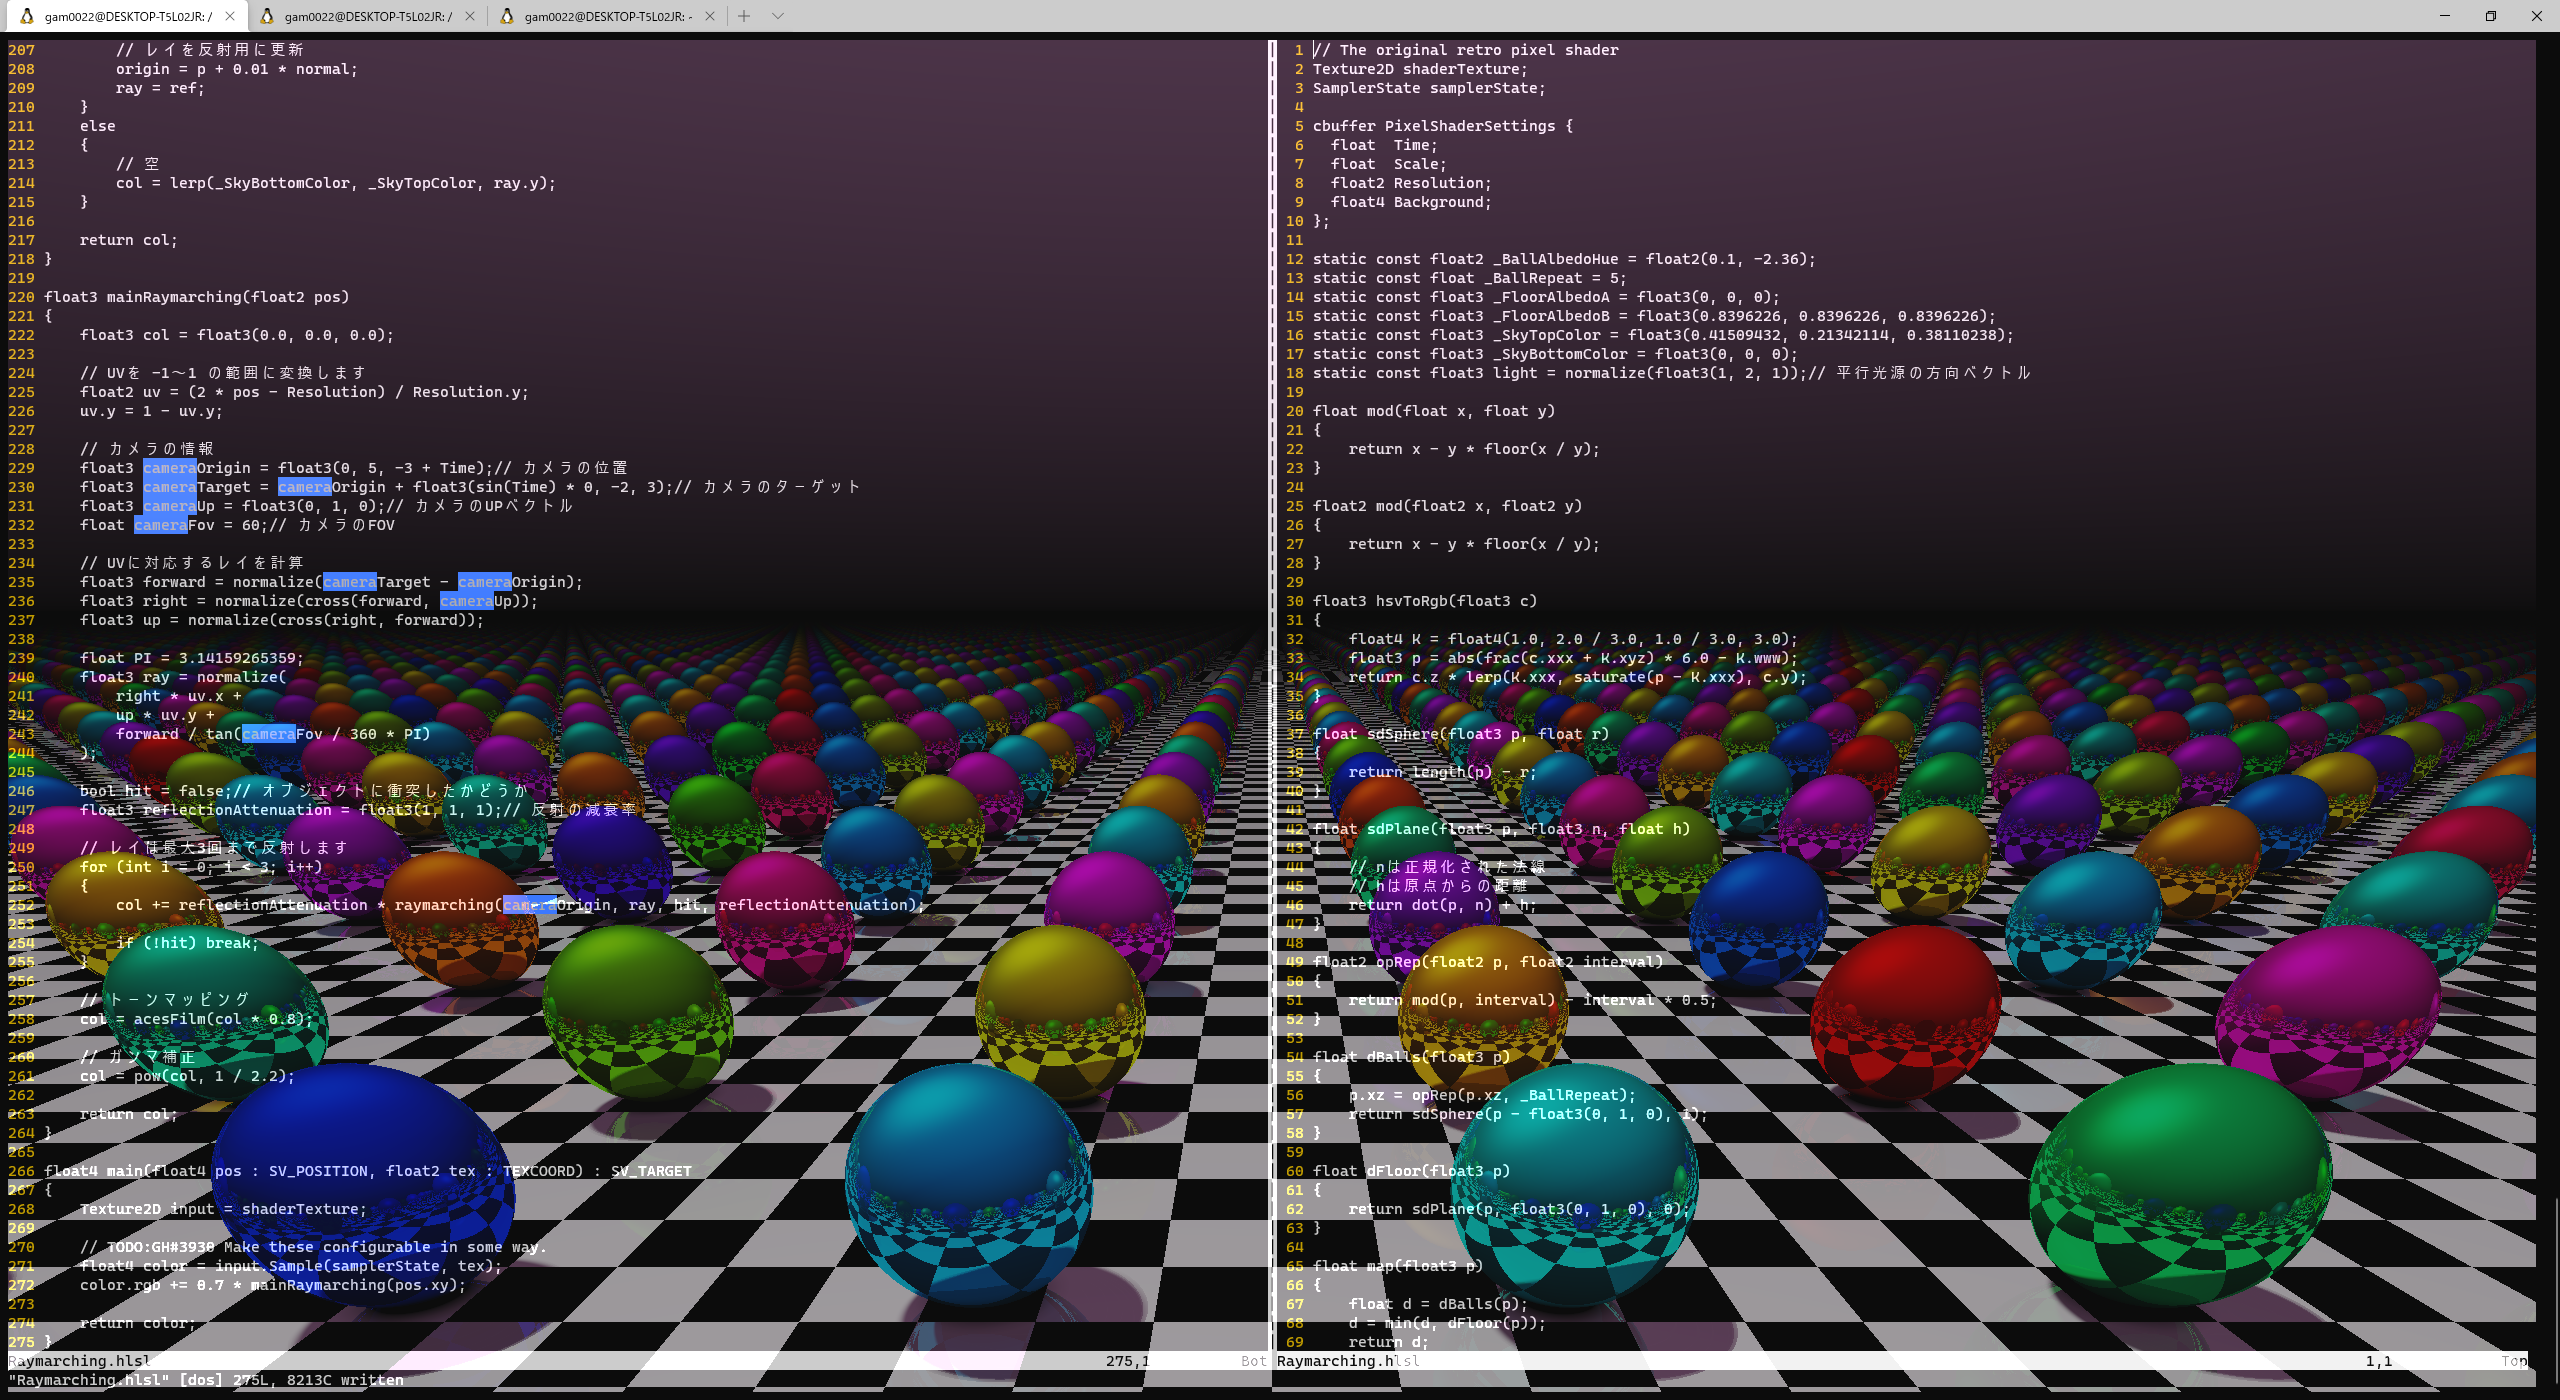 gam0022@DESKTOP-T5L02JR: /
gam0022@DESKTOP-T5L02JR: /
gam0022@DESKTOP-T5L02JR: ~
207         // レイを反射用に更新
208         origin = p + 0.01 * normal;
209         ray = ref;
210     }
211     else
212     {
213         // 空
214         col = lerp(_SkyBottomColor, _SkyTopColor, ray.y);
215     }
216
217     return col;
218 }
219
220 float3 mainRaymarching(float2 pos)
221 {
222     float3 col = float3(0.0, 0.0, 0.0);
223
224     // UVを -1～1 の範囲に変換します
225     float2 uv = (2 * pos - Resolution) / Resolution.y;
226     uv.y = 1 - uv.y;
227
228     // カメラの情報
229     float3 cameraOrigin = float3(0, 5, -3 + Time);// カメラの位置
230     float3 cameraTarget = cameraOrigin + float3(sin(Time) * 0, -2, 3);// カメラのターゲット
231     float3 cameraUp = float3(0, 1, 0);// カメラのUPベクトル
232     float cameraFov = 60;// カメラのFOV
233
234     // UVに対応するレイを計算
235     float3 forward = normalize(cameraTarget - cameraOrigin);
236     float3 right = normalize(cross(forward, cameraUp));
237     float3 up = normalize(cross(right, forward));
238
239     float PI = 3.14159265359;
240     float3 ray = normalize(
241         right * uv.x +
242         up * uv.y +
243         forward / tan(cameraFov / 360 * PI)
244     );
245
246     bool hit = false;// オブジェクトに衝突したかどうか
247     float3 reflectionAttenuation = float3(1, 1, 1);// 反射の減衰率
248
249     // レイは最大3回まで反射します
250     for (int i = 0; i < 3; i++)
251     {
252         col += reflectionAttenuation * raymarching(cameraOrigin, ray, hit, reflectionAttenuation);
253
254         if (!hit) break;
255     }
256
257     // トーンマッピング
258     col = acesFilm(col * 0.8);
259
260     // ガンマ補正
261     col = pow(col, 1 / 2.2);
262
263     return col;
264 }
265
266 float4 main(float4 pos : SV_POSITION, float2 tex : TEXCOORD) : SV_TARGET
267 {
268     Texture2D input = shaderTexture;
269
270     // TODO:GH#3930 Make these configurable in some way.
271     float4 color = input.Sample(samplerState, tex);
272     color.rgb += 0.7 * mainRaymarching(pos.xy);
273
274     return color;
275 }
Raymarching.hlsl 275,1 Bot
"Raymarching.hlsl" [dos] 275L, 8213C written
1 // The original retro pixel shader
2 Texture2D shaderTexture;
3 SamplerState samplerState;
4
5 cbuffer PixelShaderSettings {
6   float  Time;
7   float  Scale;
8   float2 Resolution;
9   float4 Background;
10 };
11
12 static const float2 _BallAlbedoHue = float2(0.1, -2.36);
13 static const float _BallRepeat = 5;
14 static const float3 _FloorAlbedoA = float3(0, 0, 0);
15 static const float3 _FloorAlbedoB = float3(0.8396226, 0.8396226, 0.8396226);
16 static const float3 _SkyTopColor = float3(0.41509432, 0.21342114, 0.38110238);
17 static const float3 _SkyBottomColor = float3(0, 0, 0);
18 static const float3 light = normalize(float3(1, 2, 1));// 平行光源の方向ベクトル
19
20 float mod(float x, float y)
21 {
22     return x - y * floor(x / y);
23 }
24
25 float2 mod(float2 x, float2 y)
26 {
27     return x - y * floor(x / y);
28 }
29
30 float3 hsvToRgb(float3 c)
31 {
32     float4 K = float4(1.0, 2.0 / 3.0, 1.0 / 3.0, 3.0);
33     float3 p = abs(frac(c.xxx + K.xyz) * 6.0 - K.www);
34     return c.z * lerp(K.xxx, saturate(p - K.xxx), c.y);
35 }
36
37 float sdSphere(float3 p, float r)
38 {
39     return length(p) - r;
40 }
41
42 float sdPlane(float3 p, float3 n, float h)
43 {
44     // nは正規化された法線
45     // hは原点からの距離
46     return dot(p, n) + h;
47 }
48
49 float2 opRep(float2 p, float2 interval)
50 {
51     return mod(p, interval) - interval * 0.5;
52 }
53
54 float dBalls(float3 p)
55 {
56     p.xz = opRep(p.xz, _BallRepeat);
57     return sdSphere(p - float3(0, 1, 0), 1);
58 }
59
60 float dFloor(float3 p)
61 {
62     return sdPlane(p, float3(0, 1, 0), 0);
63 }
64
65 float map(float3 p)
66 {
67     float d = dBalls(p);
68     d = min(d, dFloor(p));
69     return d;
Raymarching.hlsl 1,1 Top